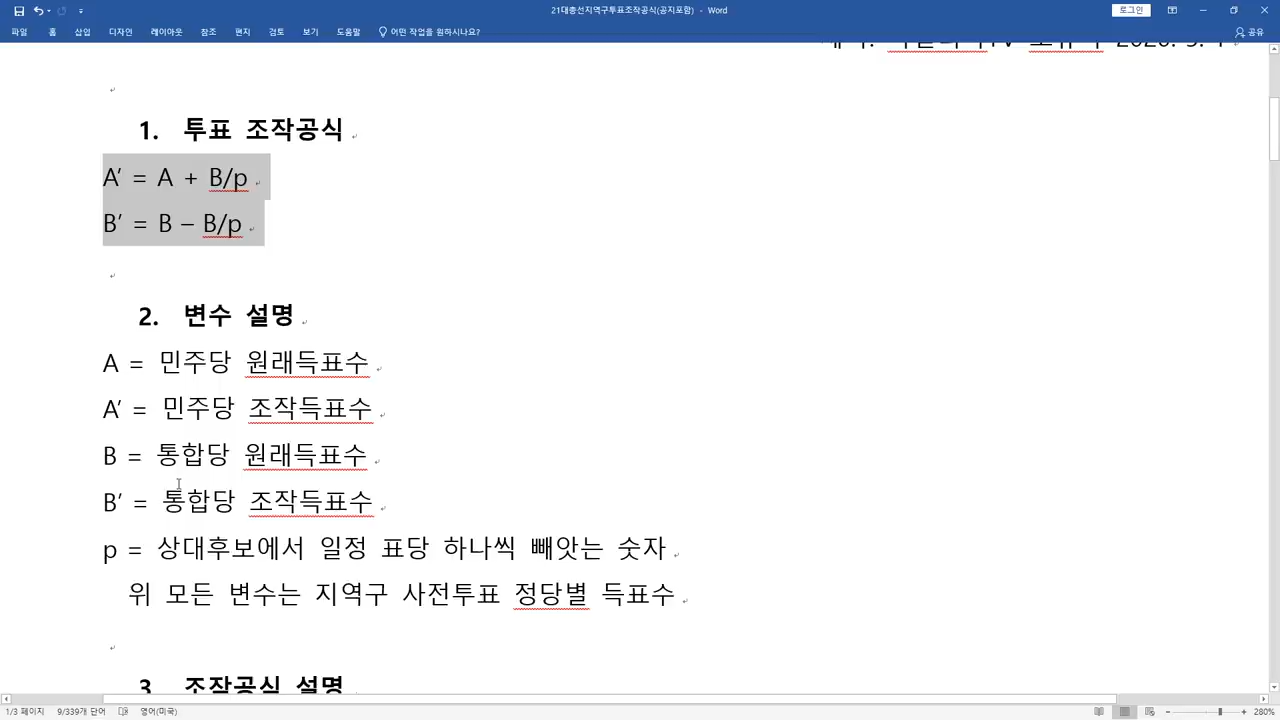 21대총선지역구투표조작공식(공지포함) - Word
로그인
파일 홈 삽입 디자인 레이아웃 참조 편지 검토 보기 도움말 어떤 작업을 원하시나요? 공유
1. 투표 조작공식
A’ = A + B/p
B’ = B – B/p
2. 변수 설명
A = 민주당 원래득표수
A’ = 민주당 조작득표수
B = 통합당 원래득표수
B’ = 통합당 조작득표수
p = 상대후보에서 일정 표당 하나씩 빼앗는 숫자
위 모든 변수는 지역구 사전투표 정당별 득표수
3. 조작공식 설명
1/3 페이지 9/339개 단어 영어(미국) 280%